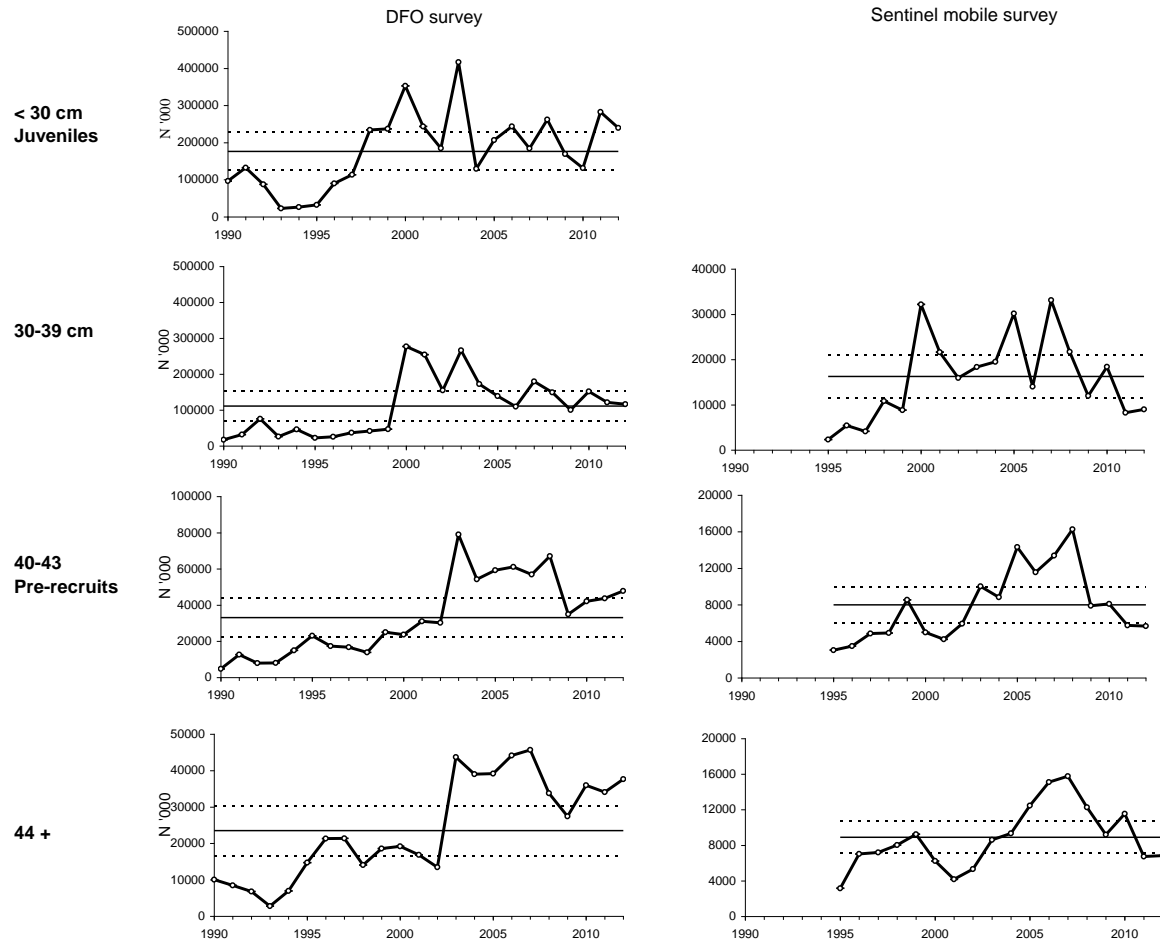 DFO survey
Sentinel mobile survey
< 30 cm
Juveniles
N '000
500000
400000
300000
200000
100000
0
1990 1995 2000 2005 2010
30-39 cm
N '000
500000
400000
300000
200000
100000
0
1990 1995 2000 2005 2010
40000
30000
20000
10000
0
1990 1995 2000 2005 2010
40-43
Pre-recruits
N '000
100000
80000
60000
40000
20000
0
1990 1995 2000 2005 2010
20000
16000
12000
8000
4000
0
1990 1995 2000 2005 2010
44 +
N '000
50000
40000
30000
20000
10000
0
1990 1995 2000 2005 2010
20000
16000
12000
8000
4000
0
1990 1995 2000 2005 2010